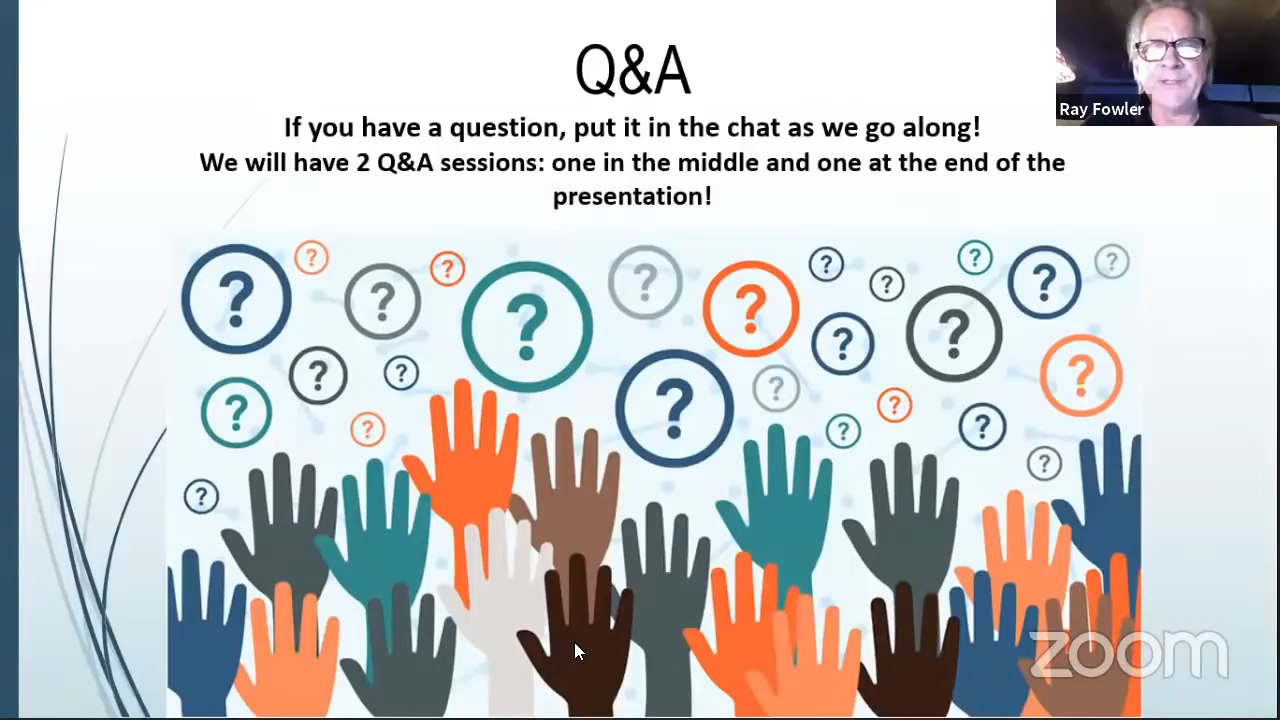 Q&A
If you have a question, put it in the chat as we go along!
We will have 2 Q&A sessions: one in the middle and one at the end of the
presentation!
Ray Fowler
? ? ? ? ? ? ? ? ? ? ? ?
? ? ? ? ? ? ? ? ? ? ? ? ? ?
zoom